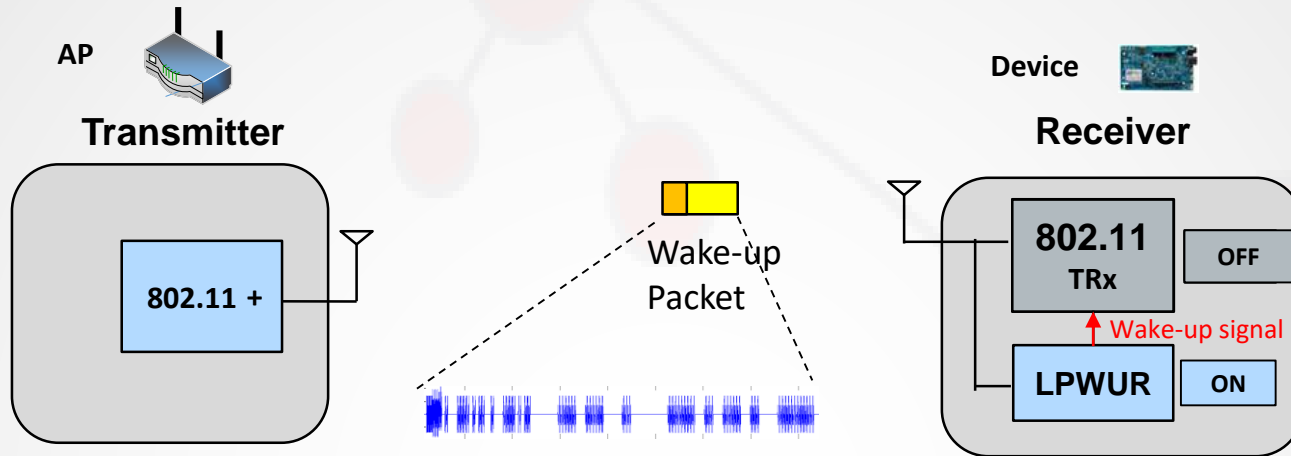 AP
Transmitter
802.11 +
Wake-up
Packet
Device
Receiver
802.11
TRx
OFF
Wake-up signal
LPWUR
ON